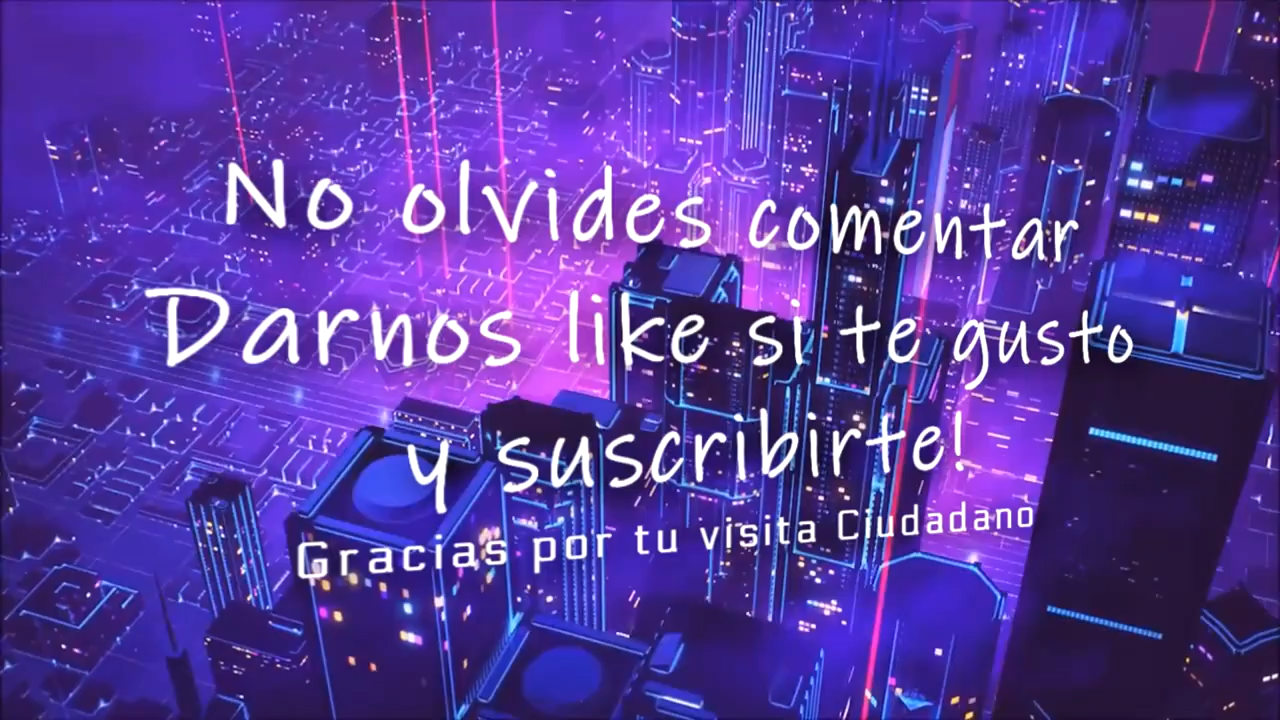 No olvides comentar
Darnos like si te gusto
y suscribirte!
Gracias por tu visita Ciudadano